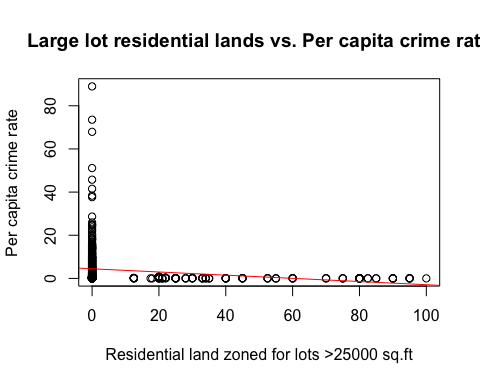 Large lot residential lands vs. Per capita crime rat
Per capita crime rate
80
60
40
20
0
0 20 40 60 80 100
Residential land zoned for lots >25000 sq.ft